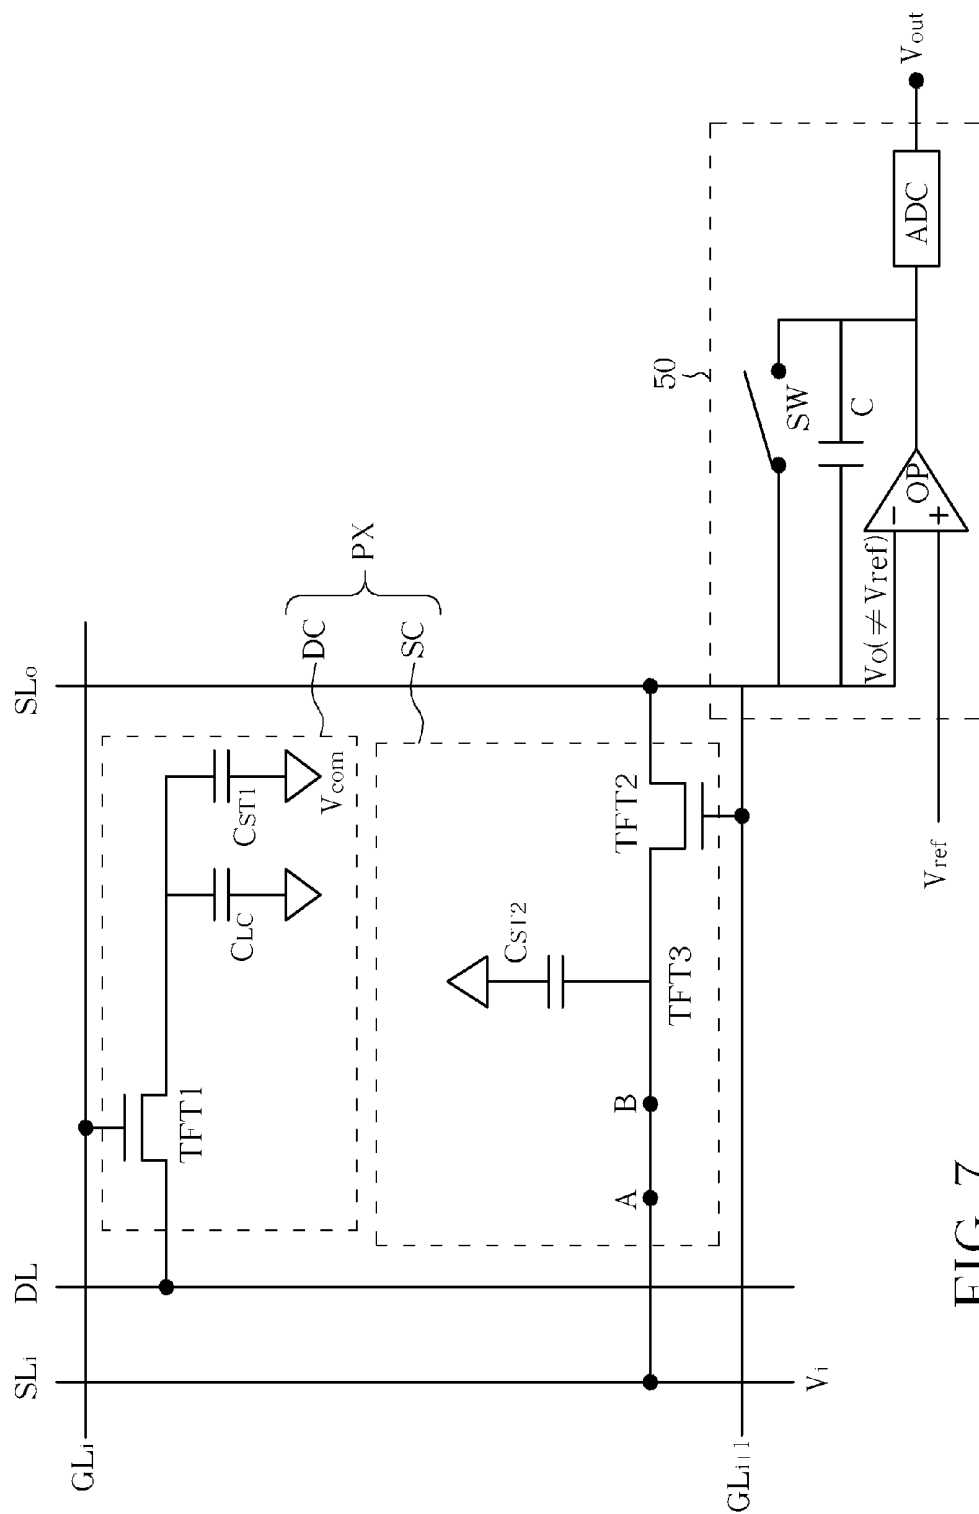 SLi
DL
SLo
GLi
TFT1
CLC
CST1
Vcom
DC
SC
PX
A
B
TFT3
CST2
TFT2
GLi+1
Vi
50
SW
C
Vo(≠Vref)
OP
−
+
ADC
Vout
Vref
FIG. 7